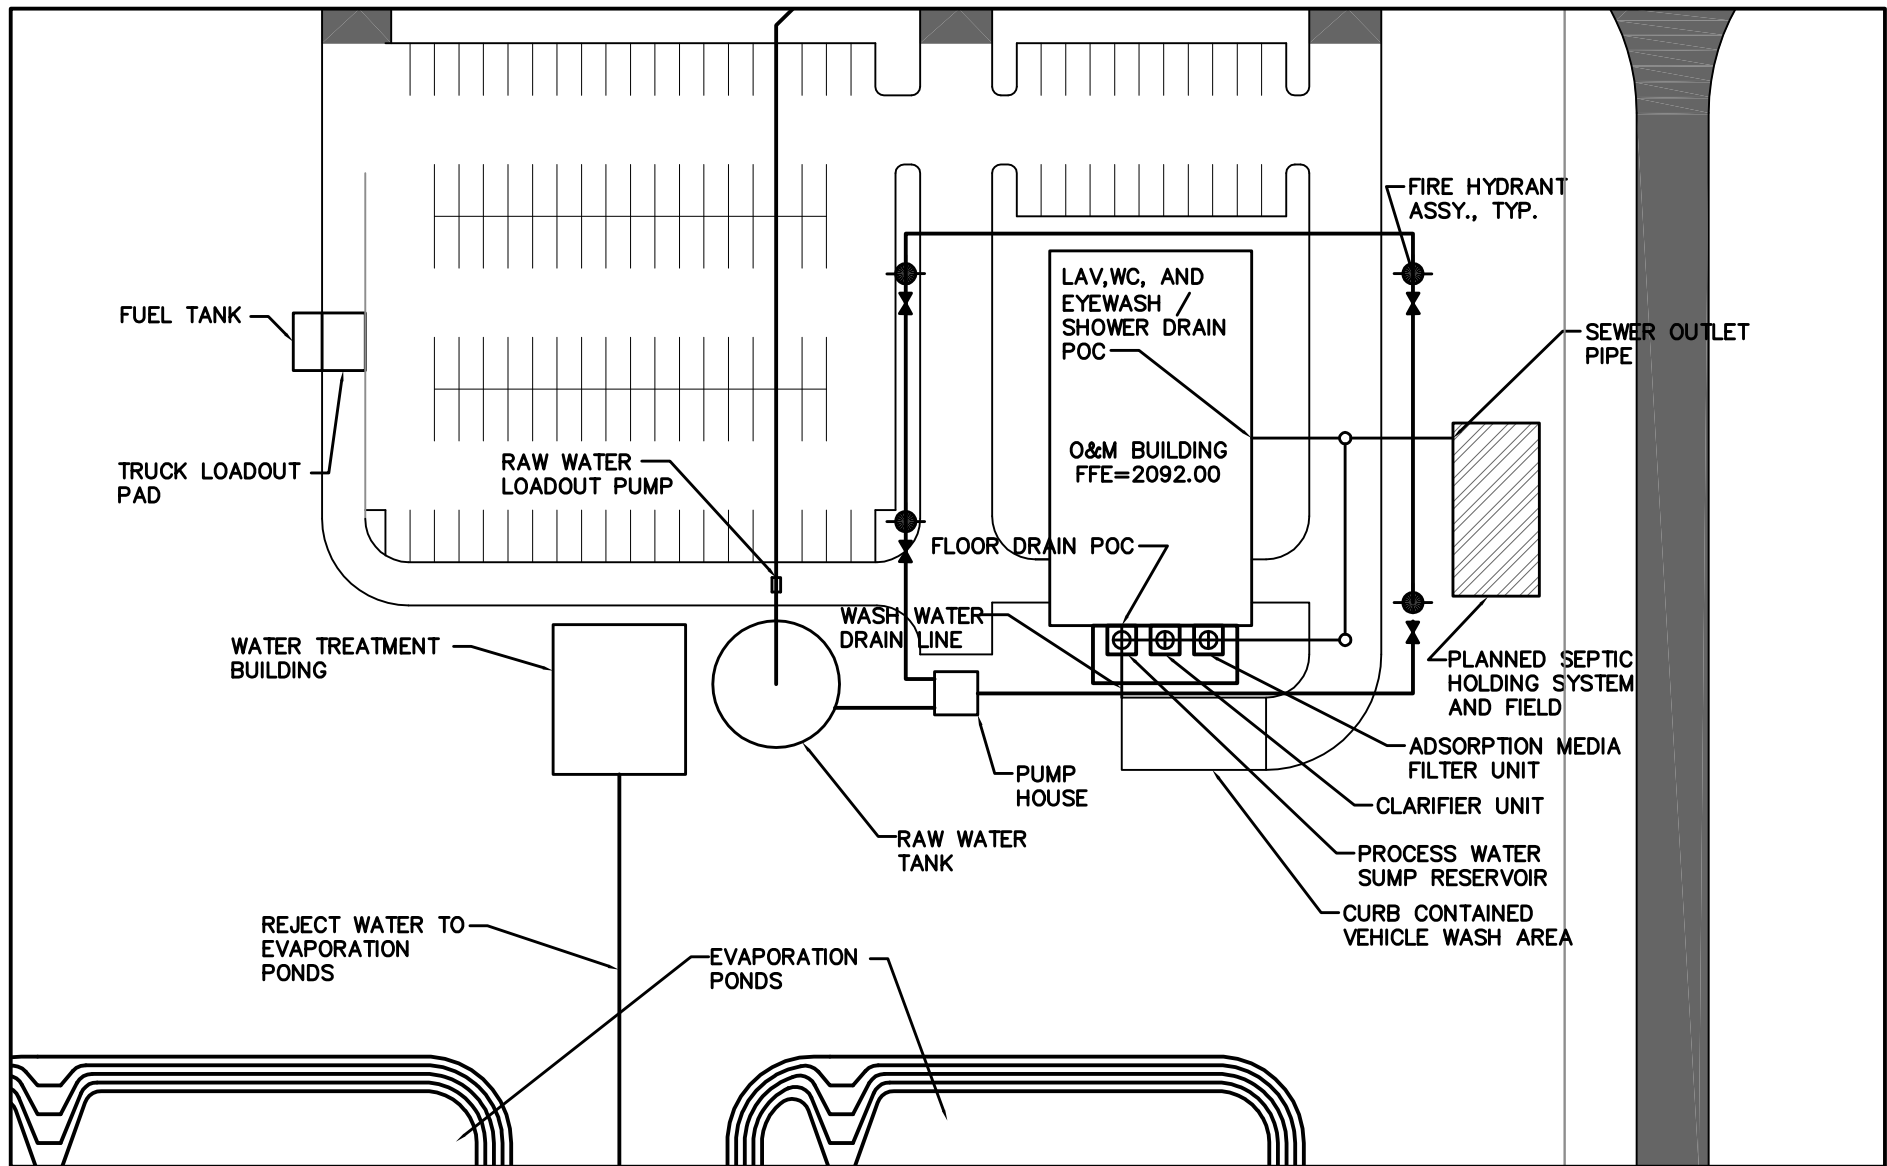 FIRE HYDRANT
ASSY., TYP.
LAV,WC, AND
EYEWASH /
SHOWER DRAIN
POC
FUEL TANK
SEWER OUTLET
PIPE
O&M BUILDING
FFE=2092.00
RAW WATER
LOADOUT PUMP
TRUCK LOADOUT
PAD
FLOOR DRAIN POC
WASH WATER
DRAIN LINE
WATER TREATMENT
BUILDING
PLANNED SEPTIC
HOLDING SYSTEM
AND FIELD
ADSORPTION MEDIA
FILTER UNIT
PUMP
HOUSE
CLARIFIER UNIT
RAW WATER
TANK
PROCESS WATER
SUMP RESERVOIR
CURB CONTAINED
VEHICLE WASH AREA
REJECT WATER TO
EVAPORATION
PONDS
EVAPORATION
PONDS